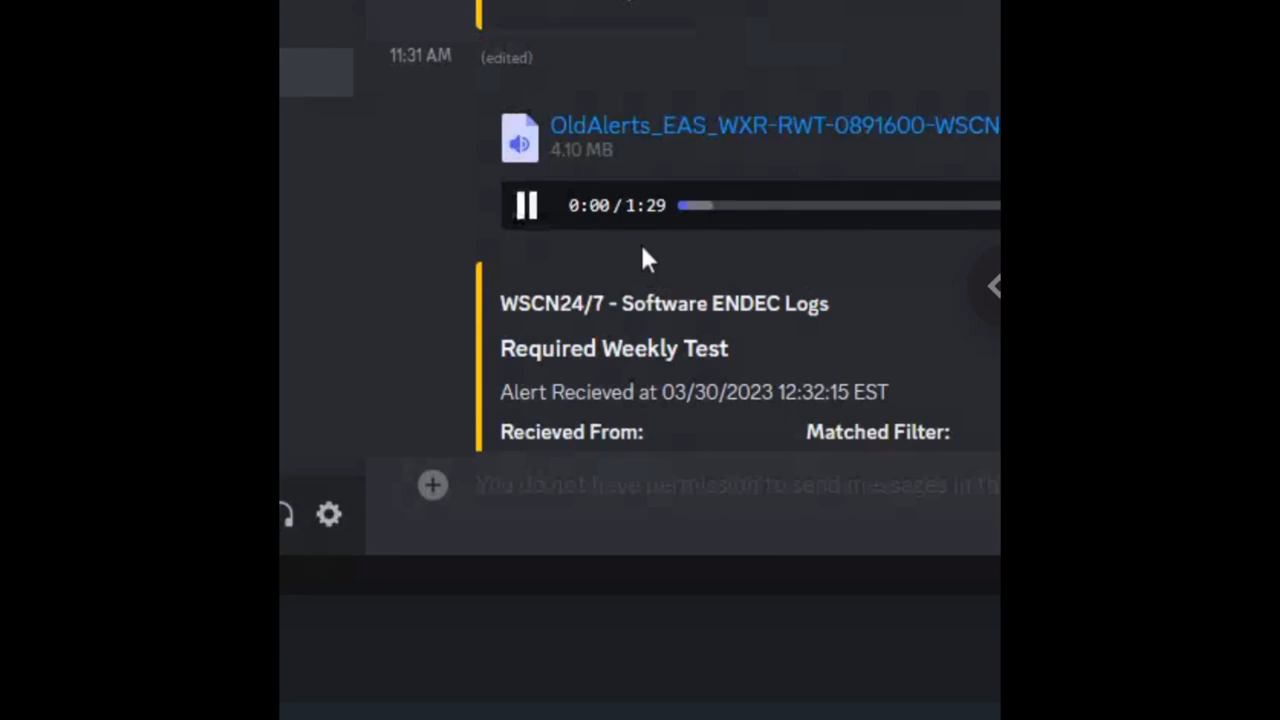 11:31 AM (edited)
OldAlerts_EAS_WXR-RWT-0891600-WSCN
4.10 MB
0:00 / 1:29
WSCN24/7 - Software ENDEC Logs
Required Weekly Test
Alert Recieved at 03/30/2023 12:32:15 EST
Recieved From: Matched Filter:
You do not have permission to send messages in th